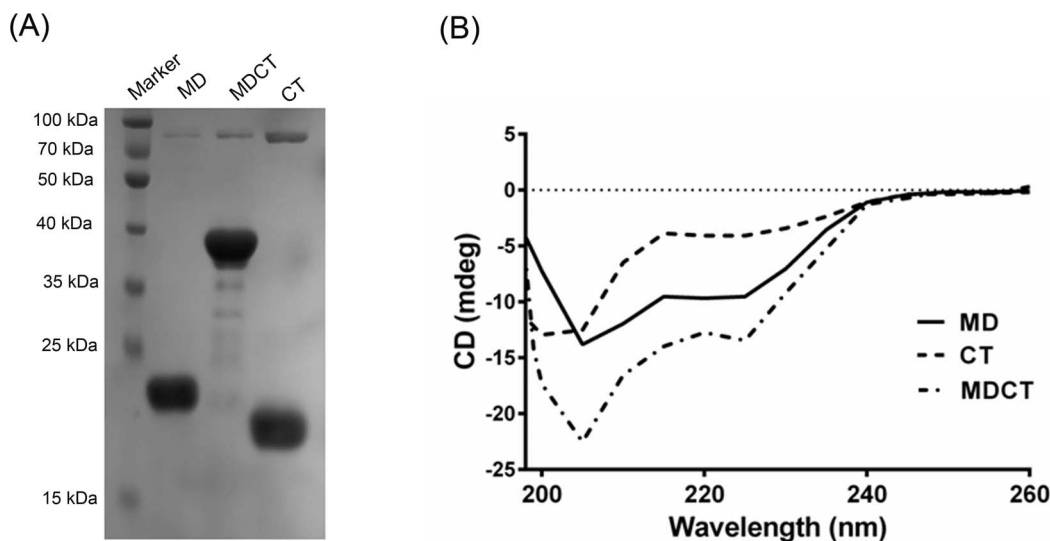 (A)
Marker
MD
MDCT
CT
100 kDa
70 kDa
50 kDa
40 kDa
35 kDa
25 kDa
15 kDa
(B)
5
0
-5
-10
-15
-20
-25
CD (mdeg)
200
220
240
260
Wavelength (nm)
MD
CT
MDCT